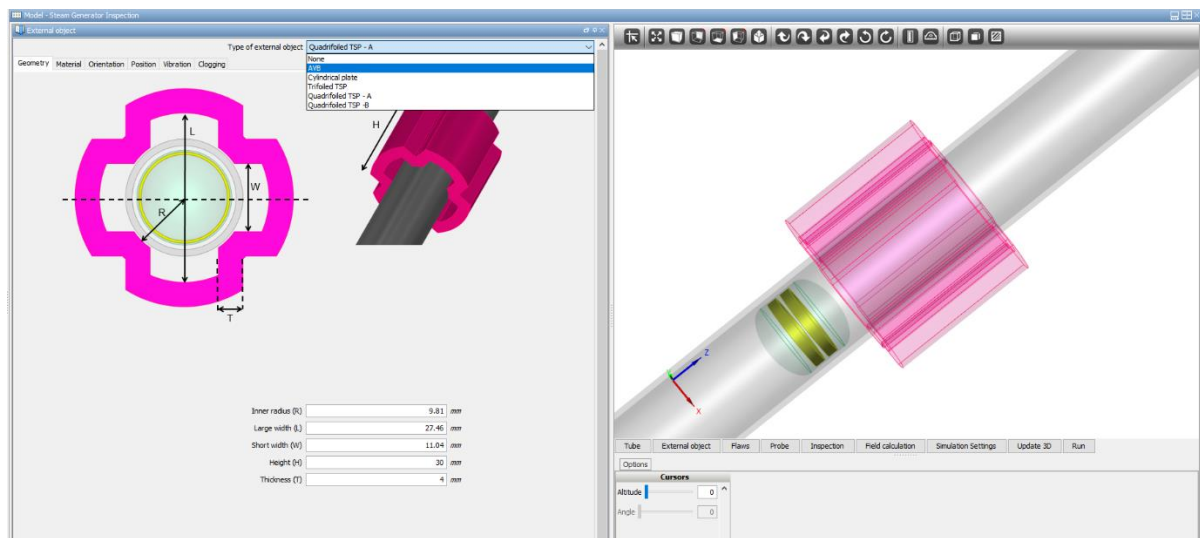 Model - Steam Generator Inspection
External object
Type of external object Quadrifoiled TSP - A
None
AVB
Cylindrical plate
Trifoiled TSP
Quadrifoiled TSP - A
Quadrifoiled TSP -B
Geometry Material Orientation Position Vibration Clogging
L
H
W
R
T
Inner radius (R) 9.81 mm
Large width (L) 27.46 mm
Short width (W) 11.04 mm
Height (H) 30 mm
Thickness (T) 4 mm
Z
X
Tube External object Flaws Probe Inspection Field calculation Simulation Settings Update 3D Run
Options
Cursors
Altitude 0
Angle 0